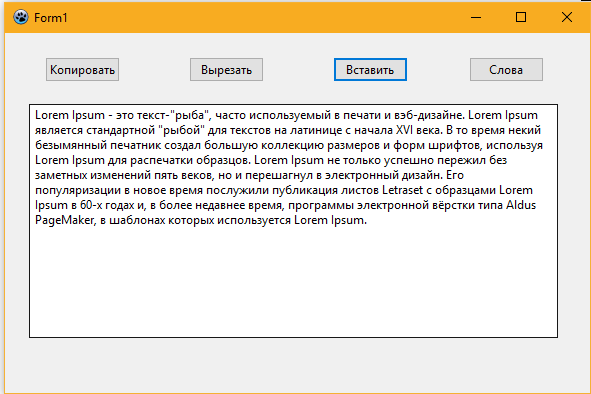 Form1
Копировать Вырезать Вставить Слова
Lorem Ipsum - это текст-"рыба", часто используемый в печати и вэб-дизайне. Lorem Ipsum
является стандартной "рыбой" для текстов на латинице с начала XVI века. В то время некий
безымянный печатник создал большую коллекцию размеров и форм шрифтов, используя
Lorem Ipsum для распечатки образцов. Lorem Ipsum не только успешно пережил без
заметных изменений пять веков, но и перешагнул в электронный дизайн. Его
популяризации в новое время послужили публикация листов Letraset с образцами Lorem
Ipsum в 60-х годах и, в более недавнее время, программы электронной вёрстки типа Aldus
PageMaker, в шаблонах которых используется Lorem Ipsum.